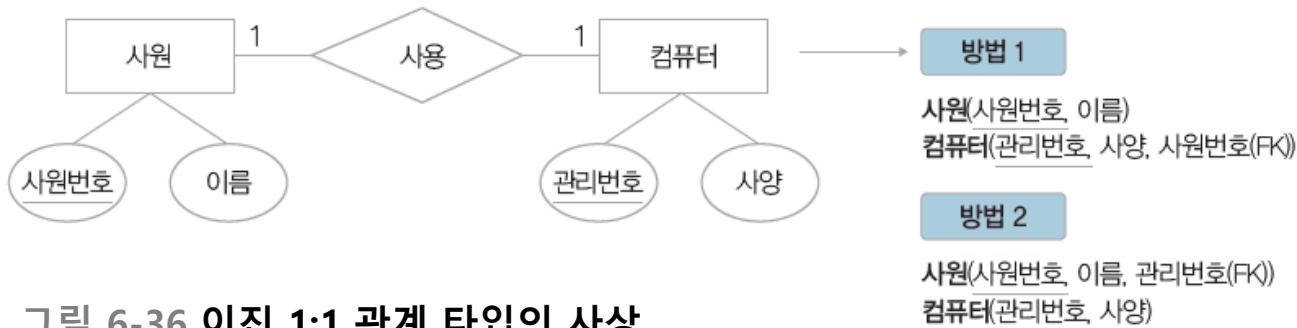 사원
1
사용
1
컴퓨터
사원번호
이름
관리번호
사양
방법 1
사원(사원번호, 이름)
컴퓨터(관리번호, 사양, 사원번호(FK))
방법 2
사원(사원번호, 이름, 관리번호(FK))
컴퓨터(관리번호, 사양)
그림 6-36 이진 1:1 관계 타입의 사상